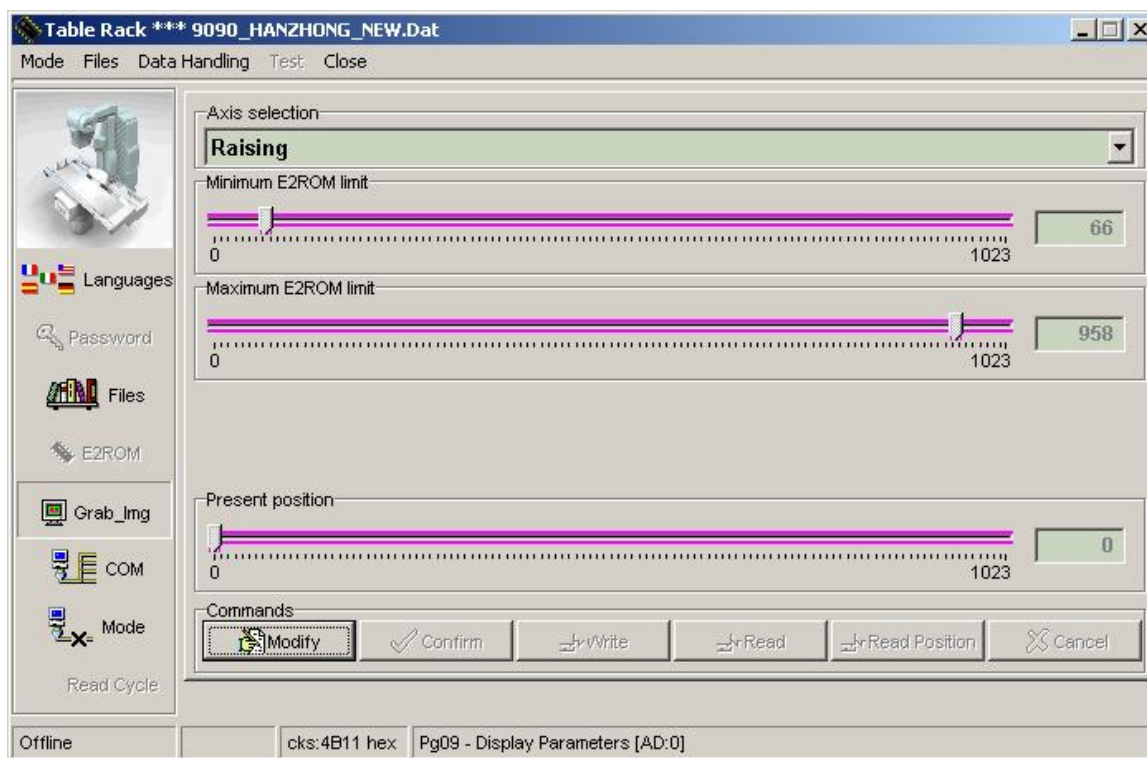 Table Rack *** 9090_HANZHONG_NEW.Dat
Mode Files Data Handling Test Close
Axis selection
Raising
Minimum E2ROM limit
66
0 1023
Maximum E2ROM limit
958
0 1023
Present position
0
0 1023
Commands
Modify Confirm Write Read Read Position Cancel
Languages
Password
Files
E2ROM
Grab_Img
COM
Mode
Read Cycle
Offline cks:4B11 hex Pg09 - Display Parameters [AD:0]